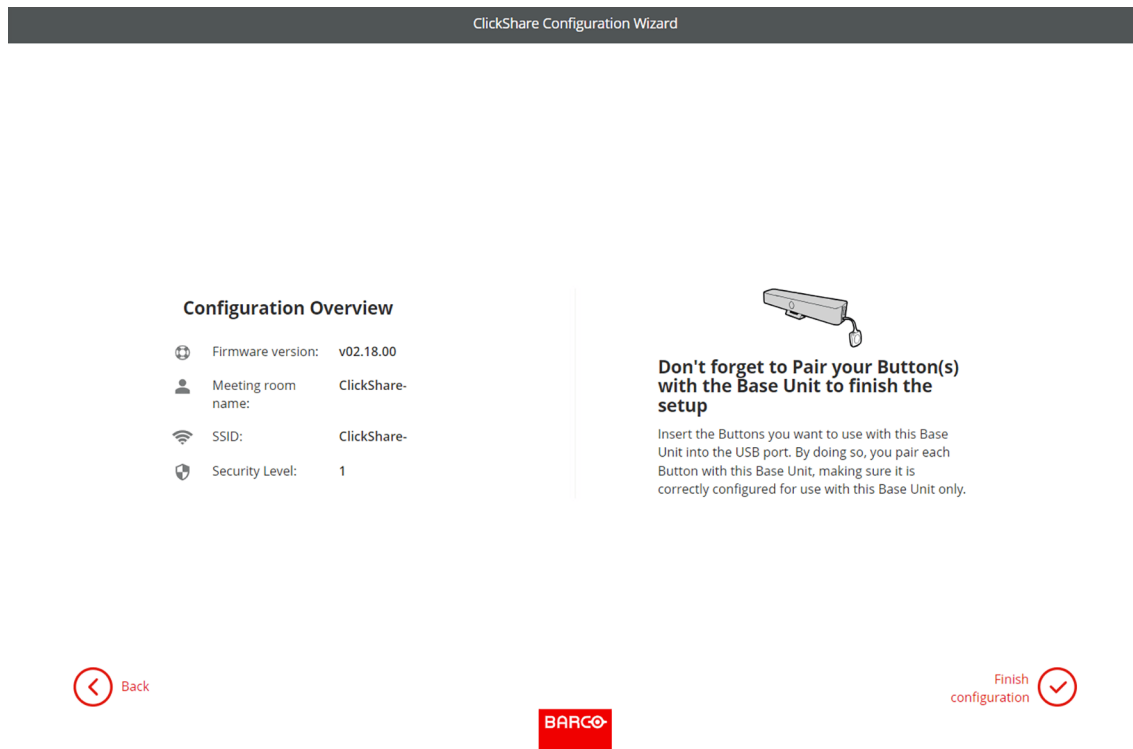 ClickShare Configuration Wizard
Configuration Overview
Firmware version: v02.18.00
Meeting room ClickShare-
name:
SSID: ClickShare-
Security Level: 1
Don't forget to Pair your Button(s)
with the Base Unit to finish the
setup
Insert the Buttons you want to use with this Base
Unit into the USB port. By doing so, you pair each
Button with this Base Unit, making sure it is
correctly configured for use with this Base Unit only.
Back
Finish
configuration
BARCO